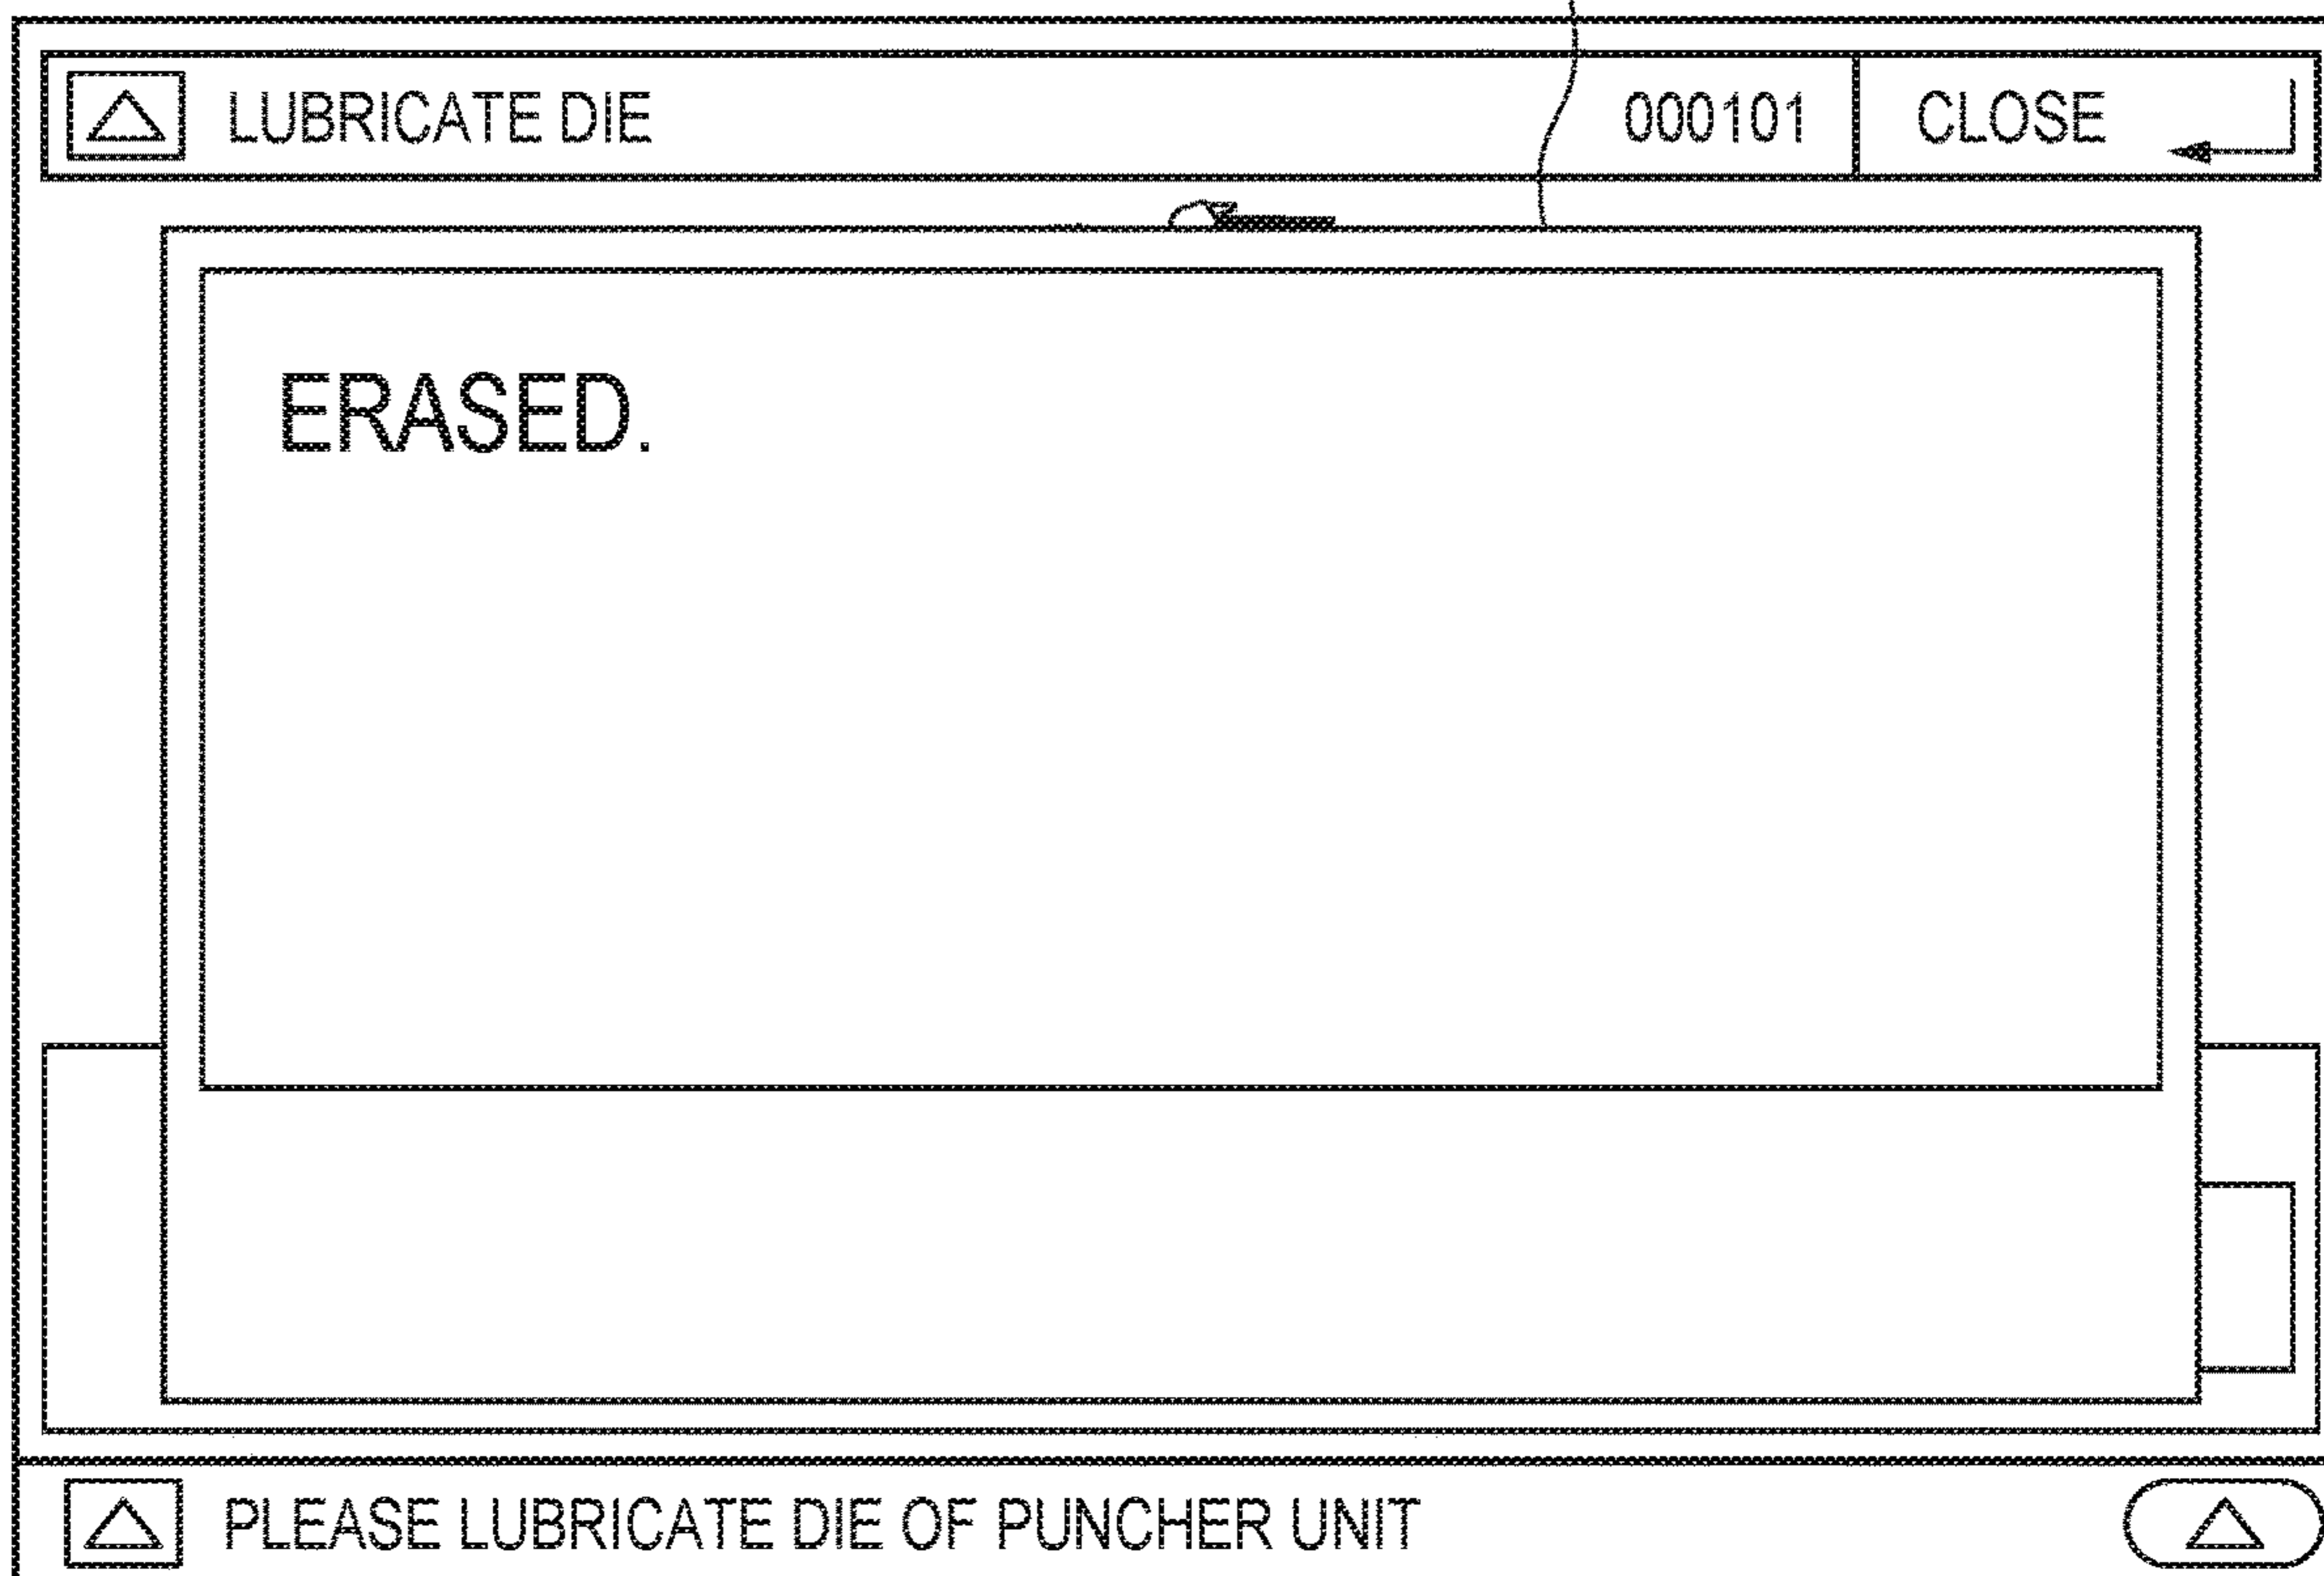 LUBRICATE DIE 000101 CLOSE
ERASED.
PLEASE LUBRICATE DIE OF PUNCHER UNIT